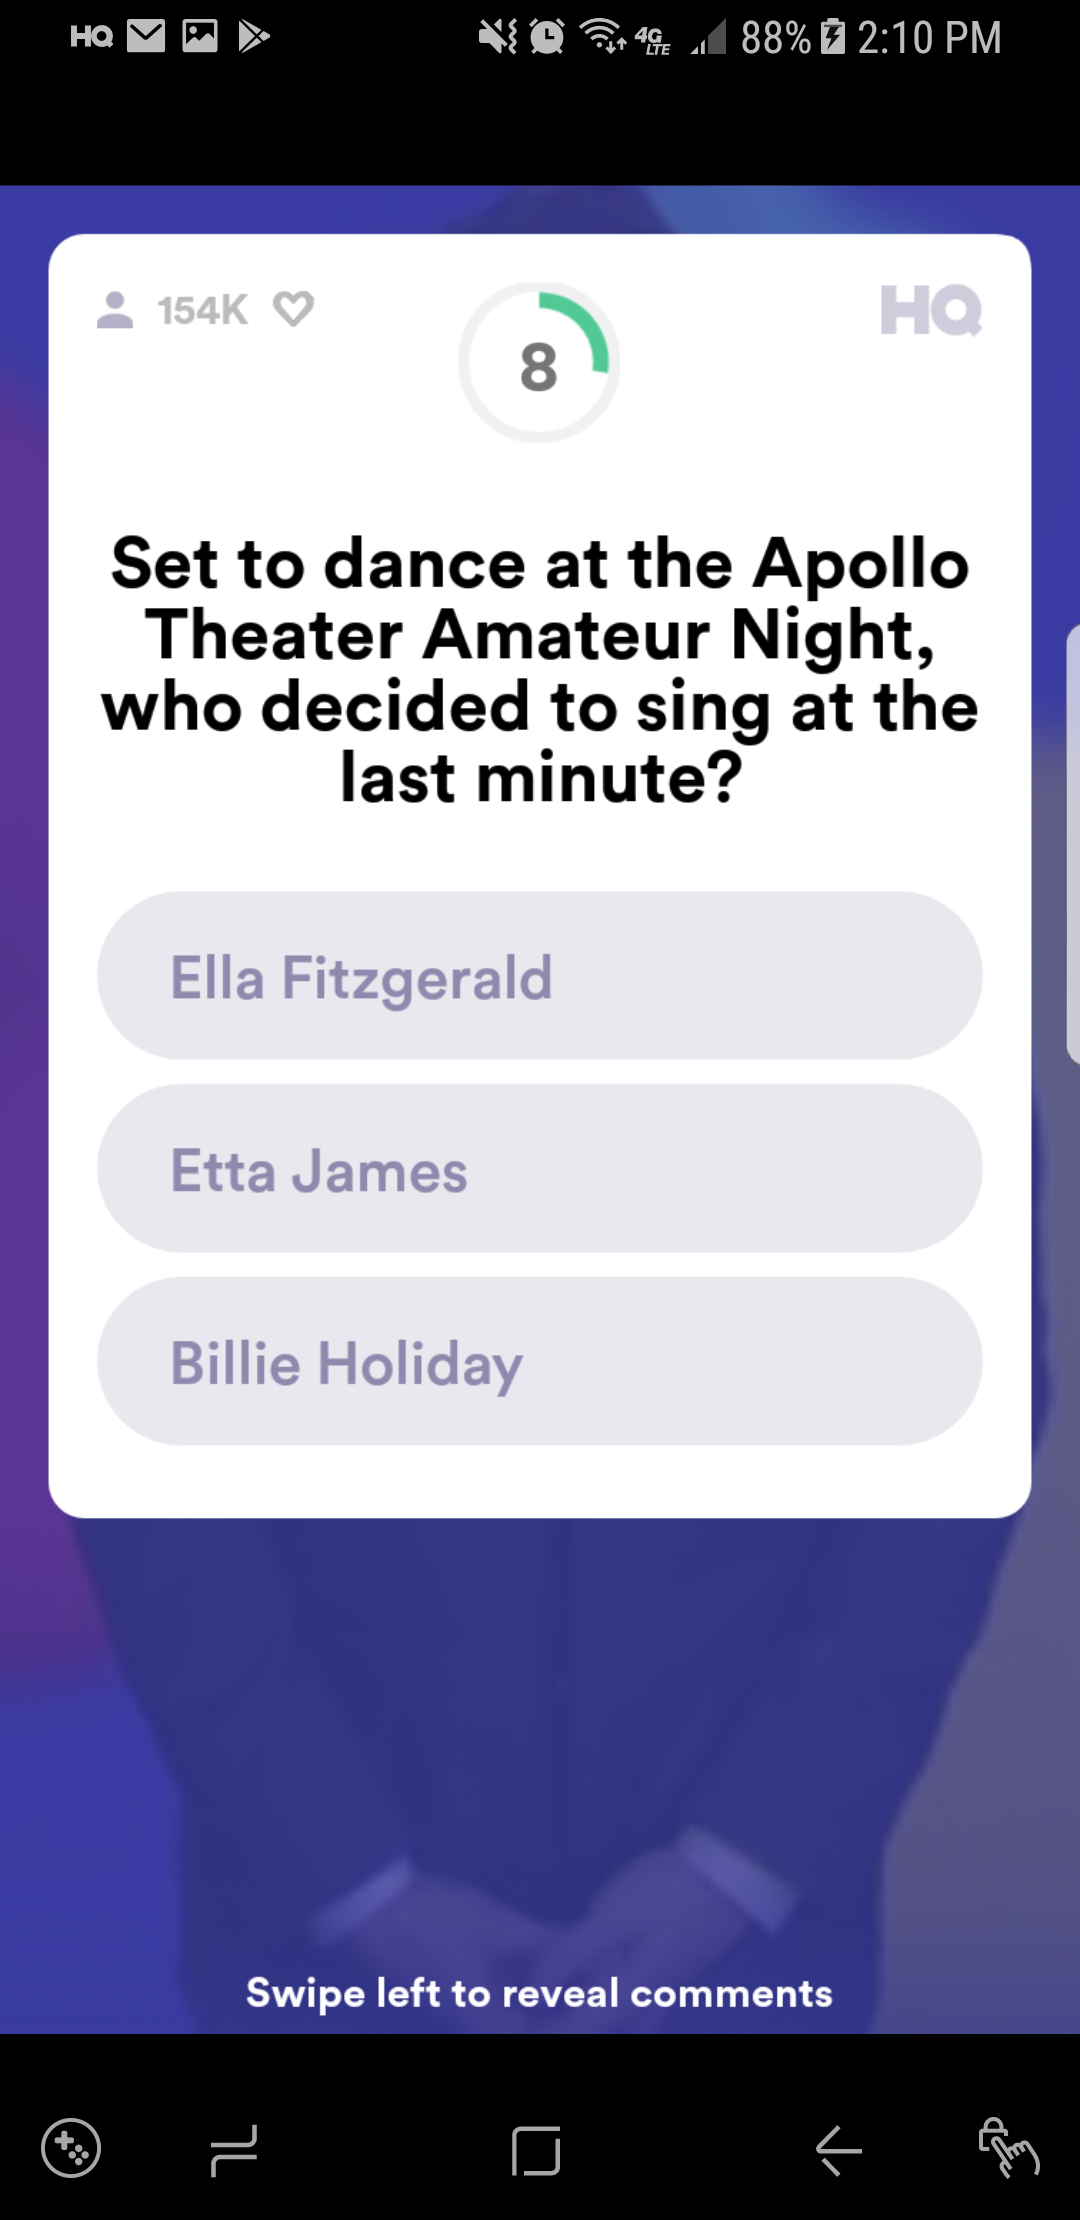 HQ 4G LTE 88% 2:10 PM
154K 8 HQ
Set to dance at the Apollo
Theater Amateur Night,
who decided to sing at the
last minute?
Ella Fitzgerald
Etta James
Billie Holiday
Swipe left to reveal comments